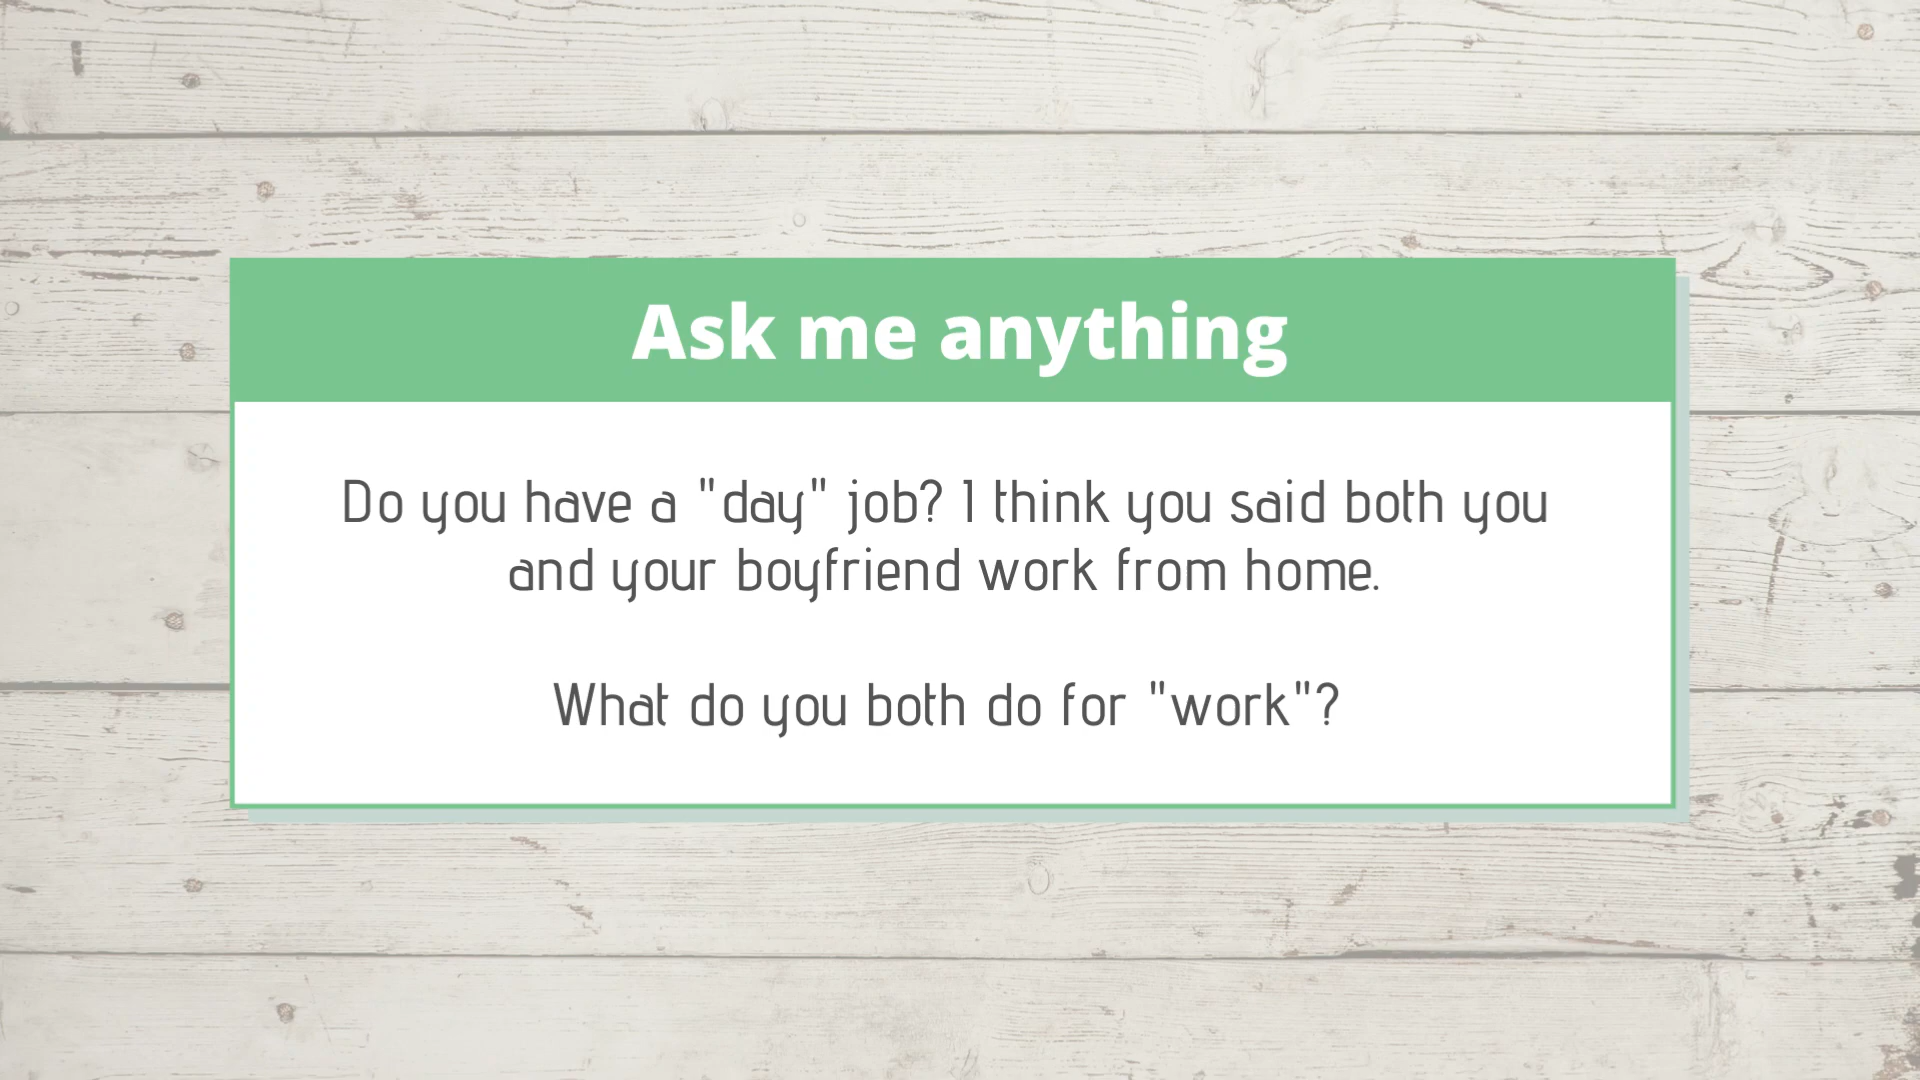 Ask me anything
Do you have a "day" job? I think you said both you
and your boyfriend work from home.
What do you both do for "work"?